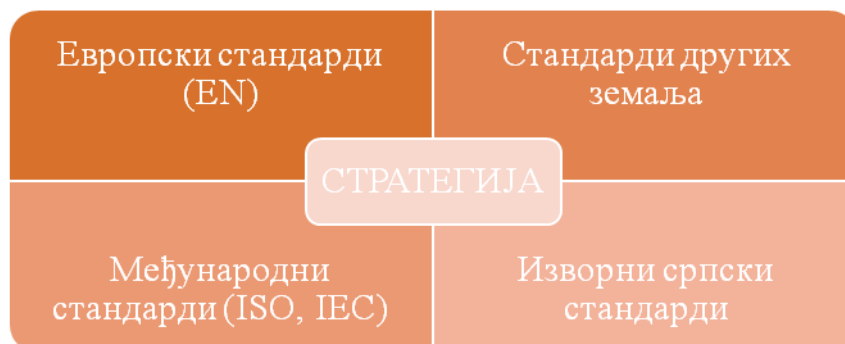 Европски стандарди
(EN)
Стандарди других
земаља
СТРАТЕГИЈА
Међународни
стандарди (ISO, IEC)
Изворни српски
стандарди